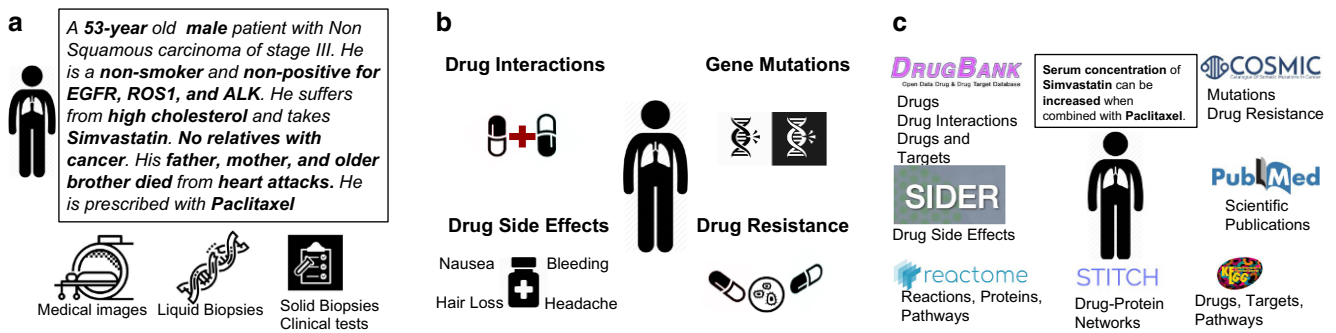 a
A 53-year old male patient with Non
Squamous carcinoma of stage III. He
is a non-smoker and non-positive for
EGFR, ROS1, and ALK. He suffers
from high cholesterol and takes
Simvastatin. No relatives with
cancer. His father, mother, and older
brother died from heart attacks. He
is prescribed with Paclitaxel
Medical images
Liquid Biopsies
Solid Biopsies
Clinical tests
b
Drug Interactions
Gene Mutations
Drug Side Effects
Nausea
Bleeding
Hair Loss
Headache
Drug Resistance
c
DRUGBANK
Open Data Drug & Drug Target Database
Drugs
Drug Interactions
Drugs and
Targets
Serum concentration of
Simvastatin can be
increased when
combined with Paclitaxel.
COSMIC
Catalogue Of Somatic Mutations In Cancer
Mutations
Drug Resistance
SIDER
Drug Side Effects
PubMed
Scientific
Publications
reactome
Reactions, Proteins,
Pathways
STITCH
Drug-Protein
Networks
KEGG
Drugs, Targets,
Pathways